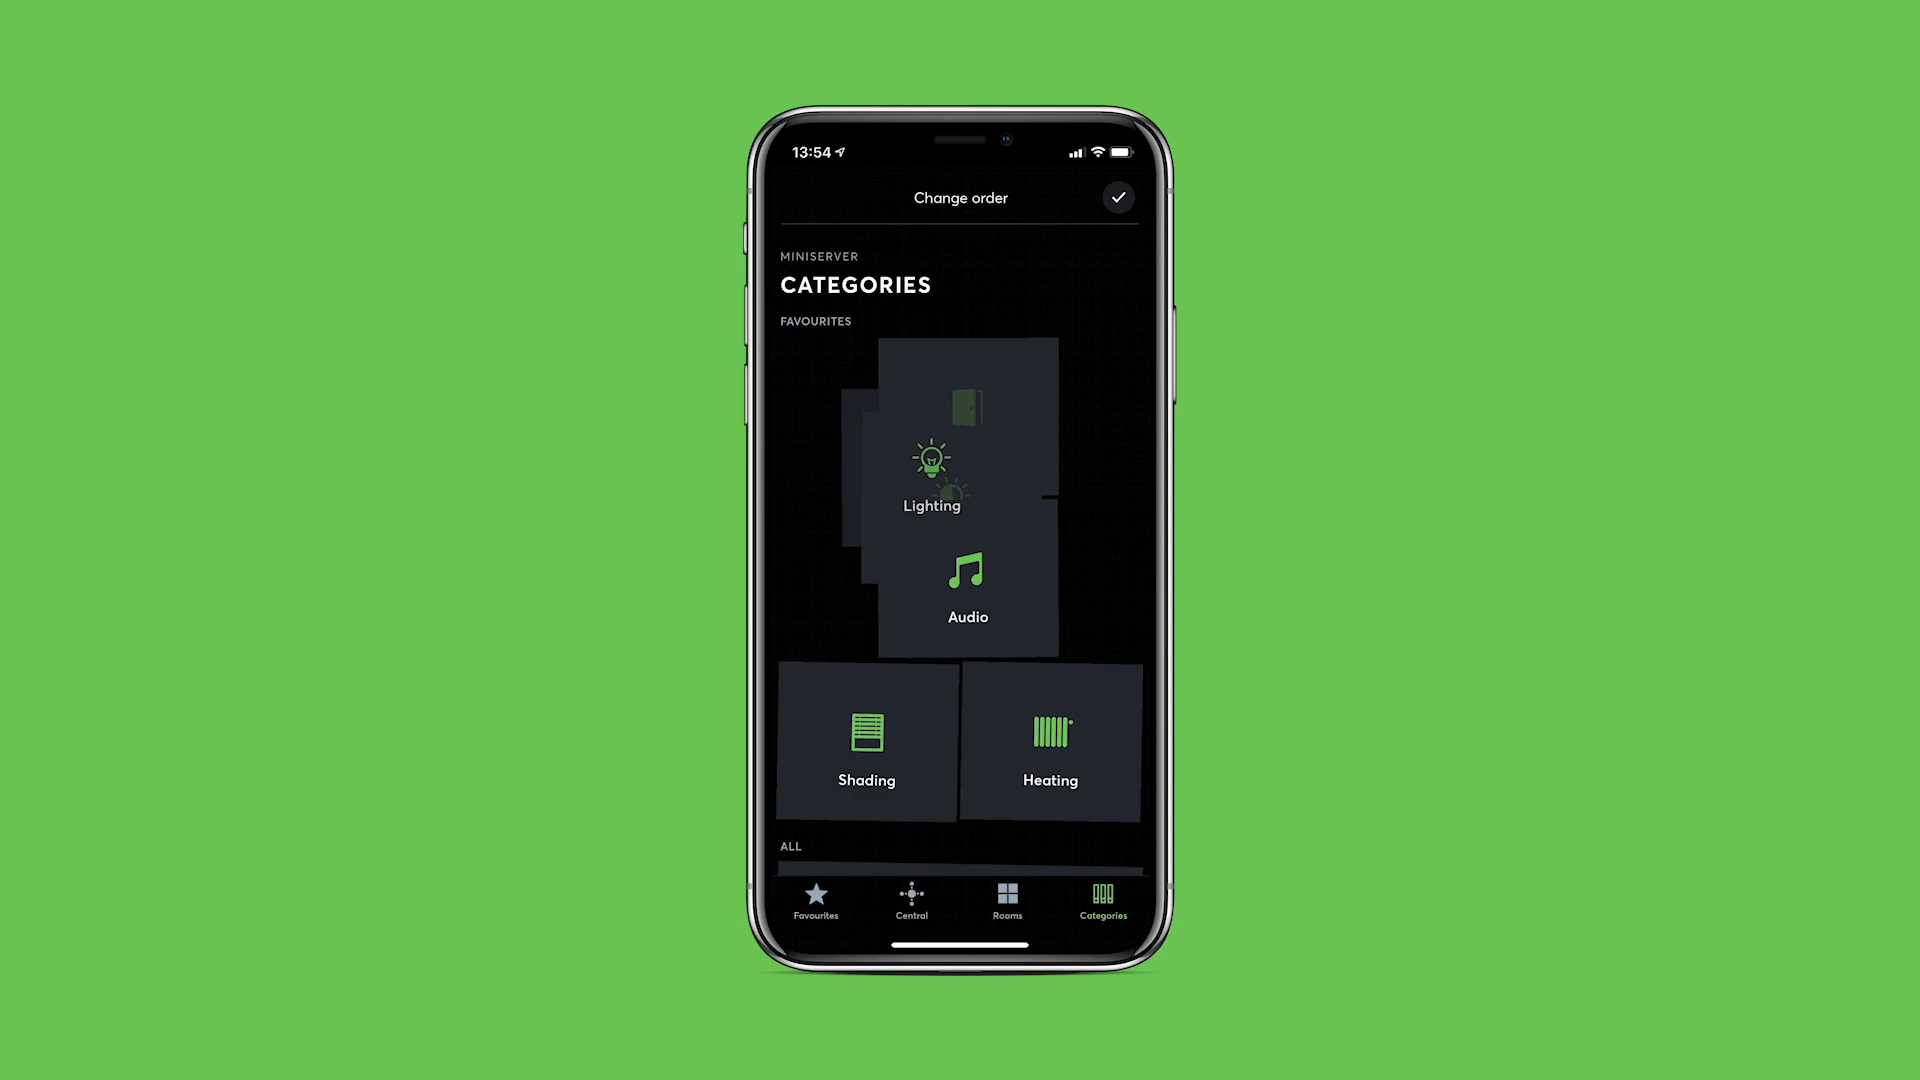 13:54
Change order
MINISERVER
CATEGORIES
FAVOURITES
Lighting
Audio
Shading
Heating
ALL
Favourites
Central
Rooms
Categories